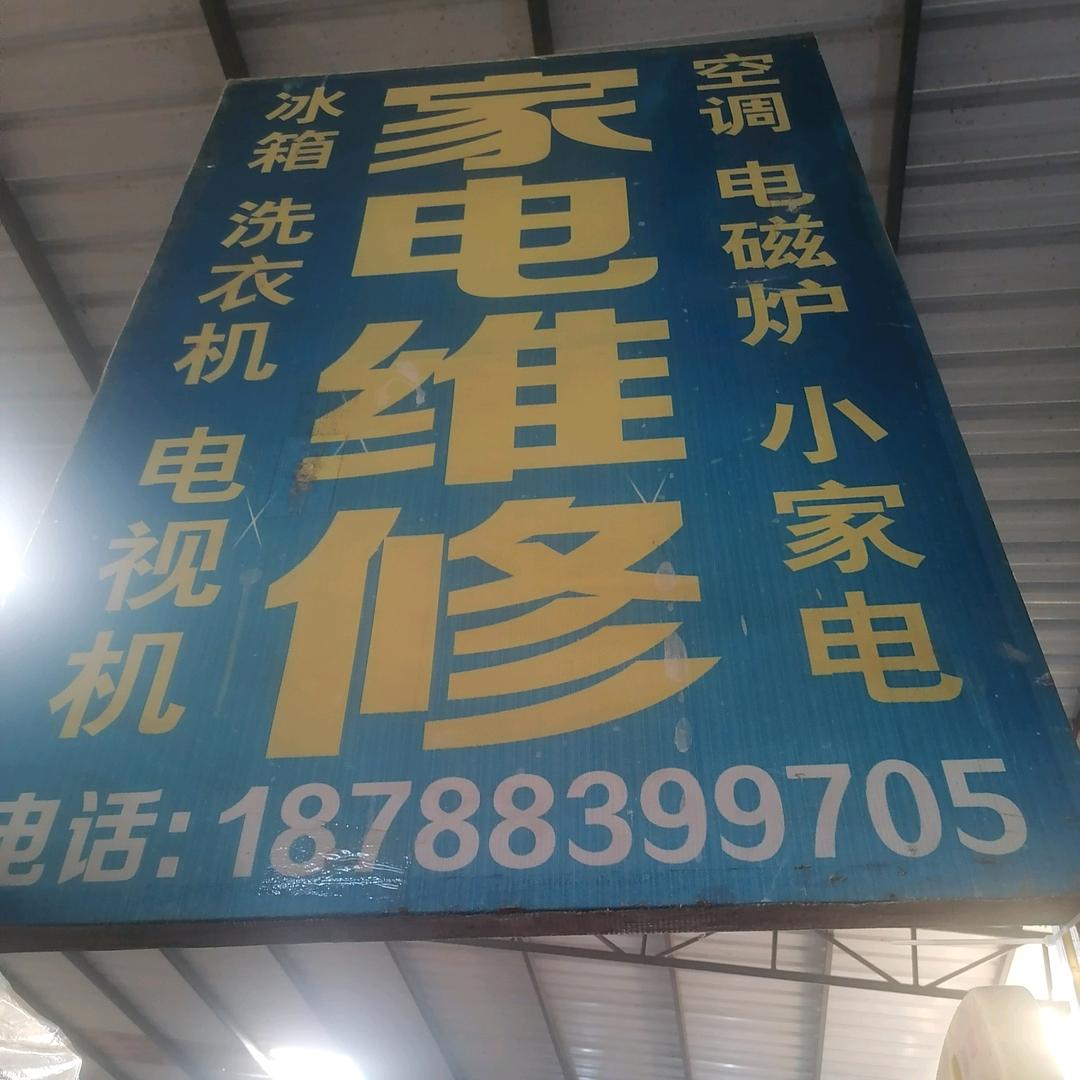 家电维修
冰箱 洗衣机 电视机
空调 电磁炉 小家电
电话:18788399705